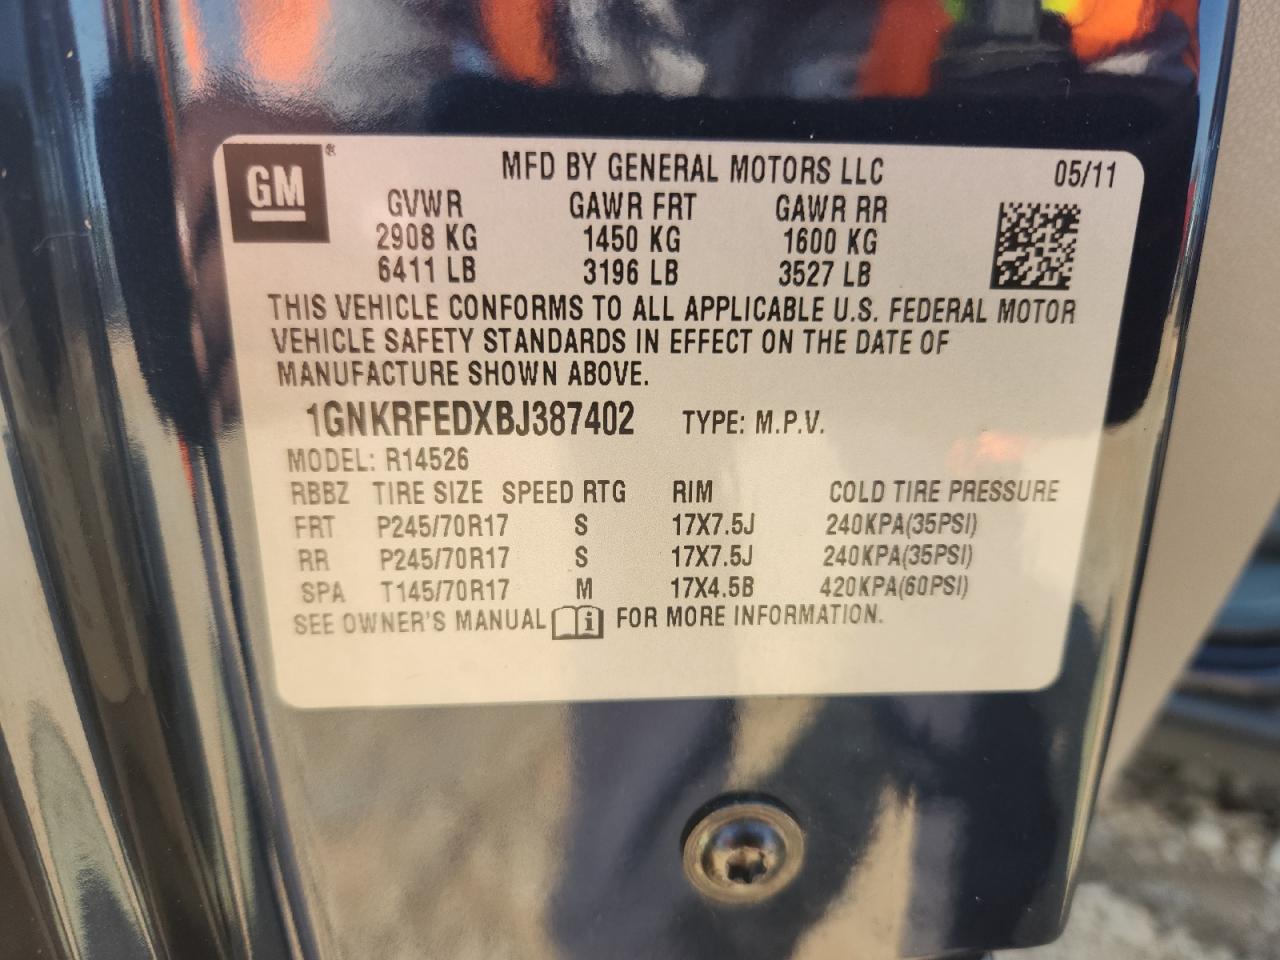 GM®
MFD BY GENERAL MOTORS LLC 05/11
GVWR GAWR FRT GAWR RR
2908 KG 1450 KG 1600 KG
6411 LB 3196 LB 3527 LB
THIS VEHICLE CONFORMS TO ALL APPLICABLE U.S. FEDERAL MOTOR
VEHICLE SAFETY STANDARDS IN EFFECT ON THE DATE OF
MANUFACTURE SHOWN ABOVE.
1GNKRFEDXBJ387402 TYPE: M.P.V.
MODEL: R14526
RBBZ TIRE SIZE SPEED RTG RIM COLD TIRE PRESSURE
FRT P245/70R17 S 17X7.5J 240KPA(35PSI)
RR P245/70R17 S 17X7.5J 240KPA(35PSI)
SPA T145/70R17 M 17X4.5B 420KPA(60PSI)
SEE OWNER'S MANUAL i FOR MORE INFORMATION.